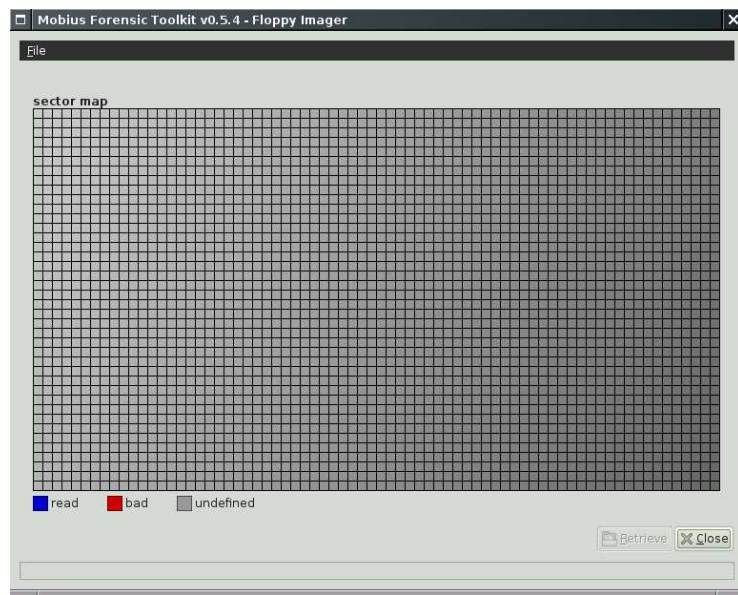 Mobius Forensic Toolkit v0.5.4 - Floppy Imager
File
sector map
read bad undefined
Retrieve Close